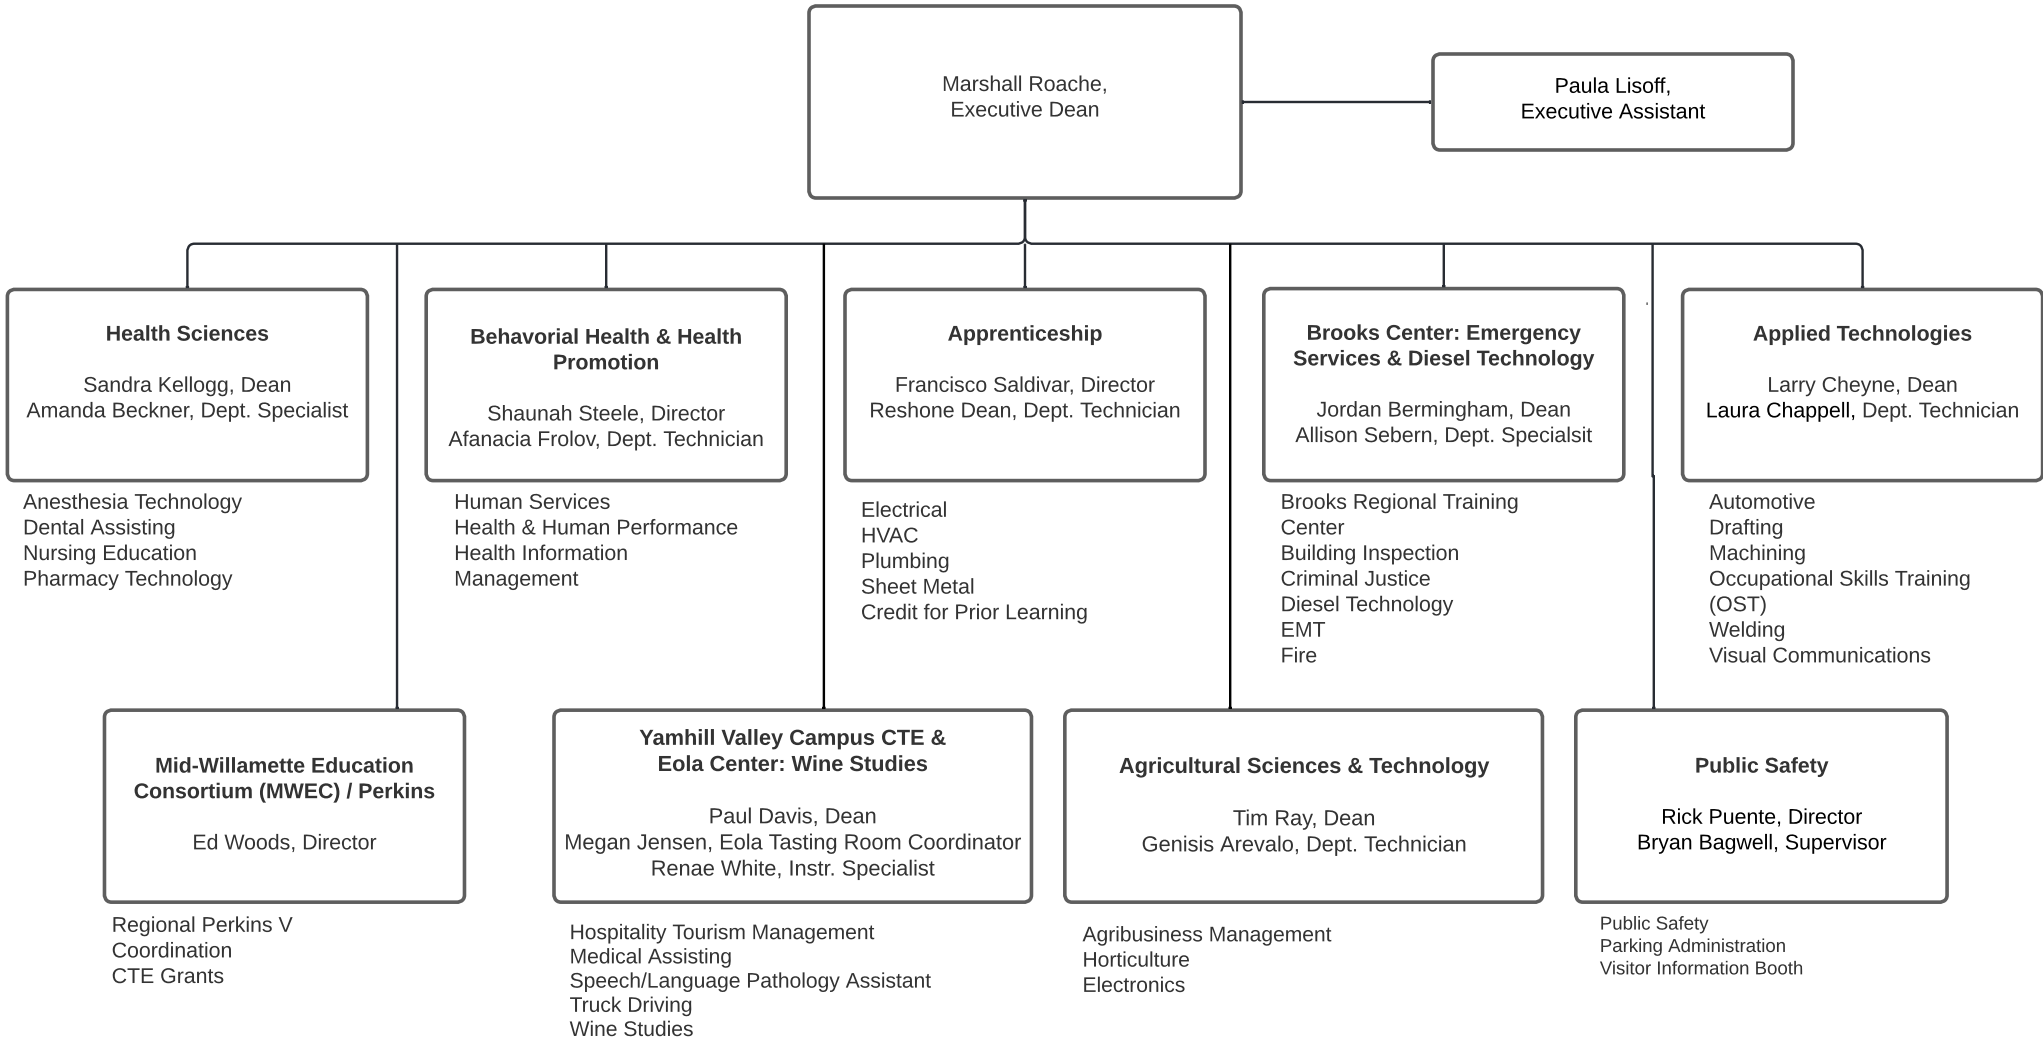 Marshall Roache,
Executive Dean
Paula Lisoff,
Executive Assistant
Health Sciences
Sandra Kellogg, Dean
Amanda Beckner, Dept. Specialist
Anesthesia Technology
Dental Assisting
Nursing Education
Pharmacy Technology
Behavorial Health & Health
Promotion
Shaunah Steele, Director
Afanacia Frolov, Dept. Technician
Human Services
Health & Human Performance
Health Information
Management
Apprenticeship
Francisco Saldivar, Director
Reshone Dean, Dept. Technician
Electrical
HVAC
Plumbing
Sheet Metal
Credit for Prior Learning
Brooks Center: Emergency
Services & Diesel Technology
Jordan Bermingham, Dean
Allison Sebern, Dept. Specialsit
Brooks Regional Training
Center
Building Inspection
Criminal Justice
Diesel Technology
EMT
Fire
Applied Technologies
Larry Cheyne, Dean
Laura Chappell, Dept. Technician
Automotive
Drafting
Machining
Occupational Skills Training
(OST)
Welding
Visual Communications
Mid-Willamette Education
Consortium (MWEC) / Perkins
Ed Woods, Director
Regional Perkins V
Coordination
CTE Grants
Yamhill Valley Campus CTE &
Eola Center: Wine Studies
Paul Davis, Dean
Megan Jensen, Eola Tasting Room Coordinator
Renae White, Instr. Specialist
Hospitality Tourism Management
Medical Assisting
Speech/Language Pathology Assistant
Truck Driving
Wine Studies
Agricultural Sciences & Technology
Tim Ray, Dean
Genisis Arevalo, Dept. Technician
Agribusiness Management
Horticulture
Electronics
Public Safety
Rick Puente, Director
Bryan Bagwell, Supervisor
Public Safety
Parking Administration
Visitor Information Booth